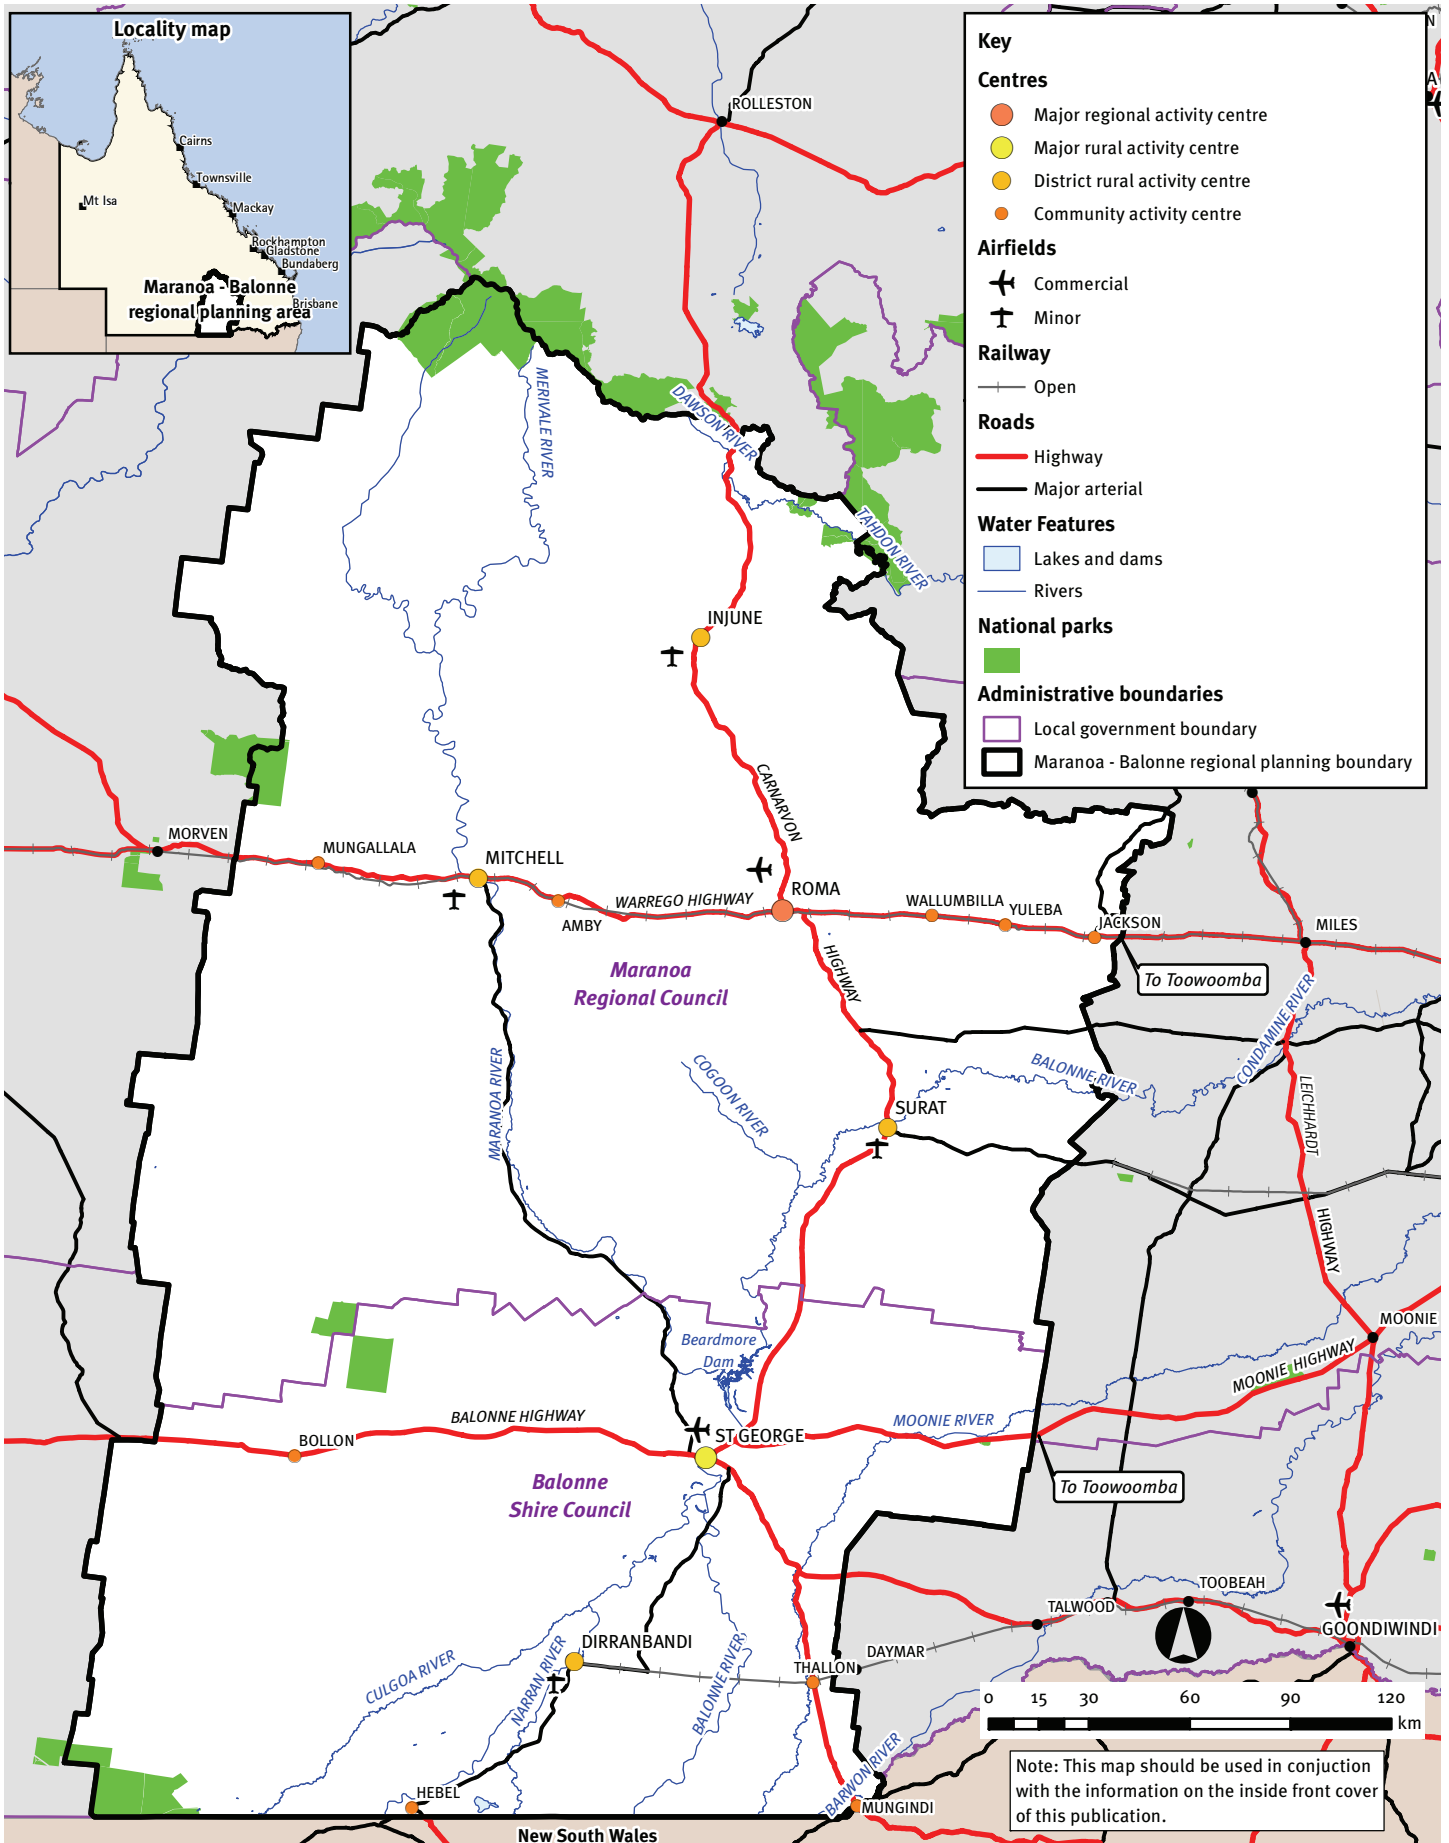 Locality map
Cairns
Townsville
Mt Isa
Mackay
Rockhampton
Gladstone
Bundaberg
Maranoa - Balonne
regional planning area
Brisbane
Key
Centres
Major regional activity centre
Major rural activity centre
District rural activity centre
Community activity centre
Airfields
Commercial
Minor
Railway
Open
Roads
Highway
Major arterial
Water Features
Lakes and dams
Rivers
National parks
Administrative boundaries
Local government boundary
Maranoa - Balonne regional planning boundary
N
A
ROLLESTON
MERIVALE RIVER
DAWSON RIVER
TAHDON RIVER
INJUNE
CARNARVON
MORVEN
MUNGALLALA
MITCHELL
AMBY
WARREGO HIGHWAY
ROMA
WALLUMBILLA
YULEBA
JACKSON
MILES
HIGHWAY
Maranoa
Regional Council
To Toowoomba
CONDAMINE RIVER
MARANOA RIVER
COGOON RIVER
BALONNE RIVER
SURAT
LEICHHARDT
HIGHWAY
Beardmore
Dam
MOONIE
MOONIE HIGHWAY
BALONNE HIGHWAY
BOLLON
ST GEORGE
MOONIE RIVER
To Toowoomba
Balonne
Shire Council
TALWOOD
TOOBEAH
GOONDIWINDI
DIRRANBANDI
DAYMAR
THALLON
CULGOA RIVER
NARRAN RIVER
BALONNE RIVER
BARWON RIVER
HEBEL
MUNGINDI
New South Wales
0 15 30 60 90 120
km
Note: This map should be used in conjuction
with the information on the inside front cover
of this publication.